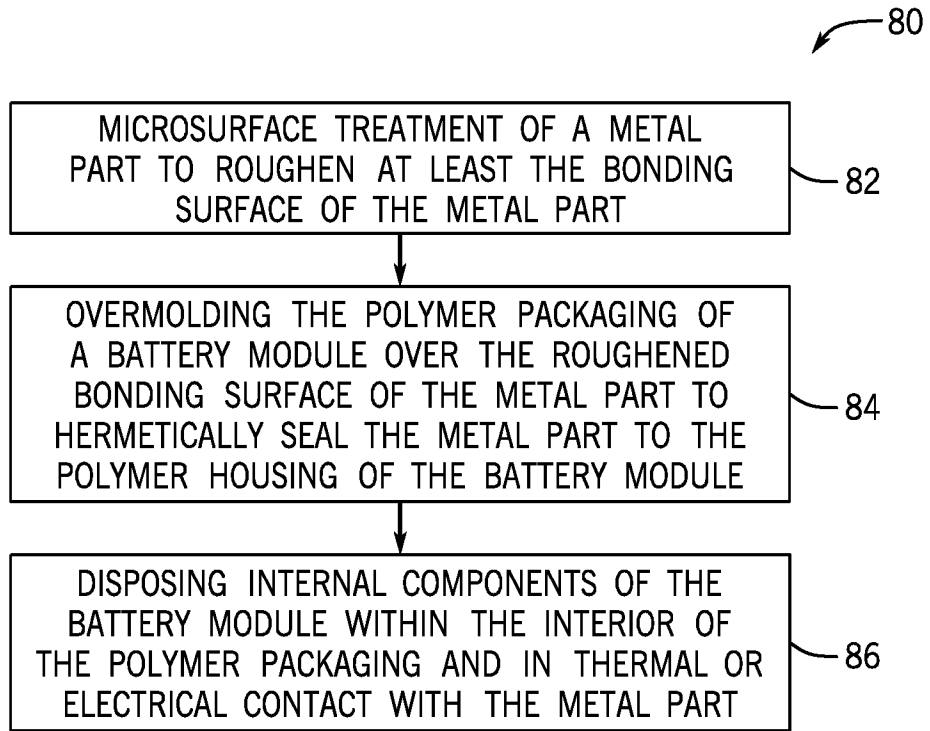 80
MICROSURFACE TREATMENT OF A METAL
PART TO ROUGHEN AT LEAST THE BONDING
SURFACE OF THE METAL PART
82
OVERMOLDING THE POLYMER PACKAGING OF
A BATTERY MODULE OVER THE ROUGHENED
BONDING SURFACE OF THE METAL PART TO
HERMETICALLY SEAL THE METAL PART TO THE
POLYMER HOUSING OF THE BATTERY MODULE
84
DISPOSING INTERNAL COMPONENTS OF THE
BATTERY MODULE WITHIN THE INTERIOR OF
THE POLYMER PACKAGING AND IN THERMAL OR
ELECTRICAL CONTACT WITH THE METAL PART
86